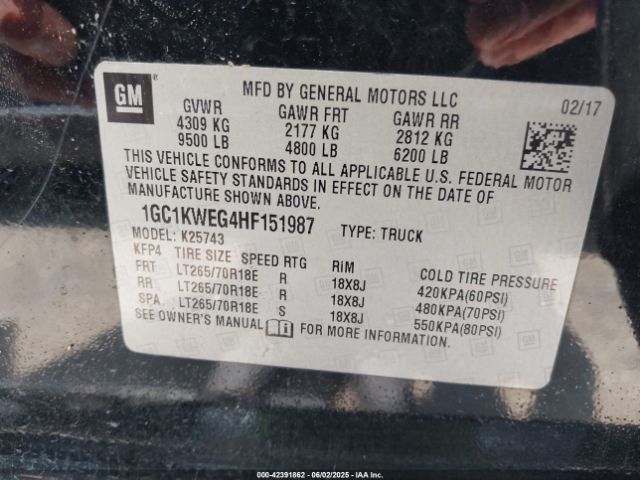 GM
MFD BY GENERAL MOTORS LLC 02/17
GVWR GAWR FRT GAWR RR
4309 KG 2177 KG 2812 KG
9500 LB 4800 LB 6200 LB
THIS VEHICLE CONFORMS TO ALL APPLICABLE U.S. FEDERAL MOTOR
VEHICLE SAFETY STANDARDS IN EFFECT ON THE DATE OF
MANUFACTURE SHOWN ABOVE.
1GC1KWEG4HF151987 TYPE: TRUCK
MODEL: K25743
KFP4 TIRE SIZE SPEED RTG RIM COLD TIRE PRESSURE
FRT LT265/70R18E R 18X8J 420KPA(60PSI)
RR LT265/70R18E R 18X8J 480KPA(70PSI)
SPA LT265/70R18E S 18X8J 550KPA(80PSI)
SEE OWNER'S MANUAL FOR MORE INFORMATION.
000-42391862 - 06/02/2025 - IAAI.COM